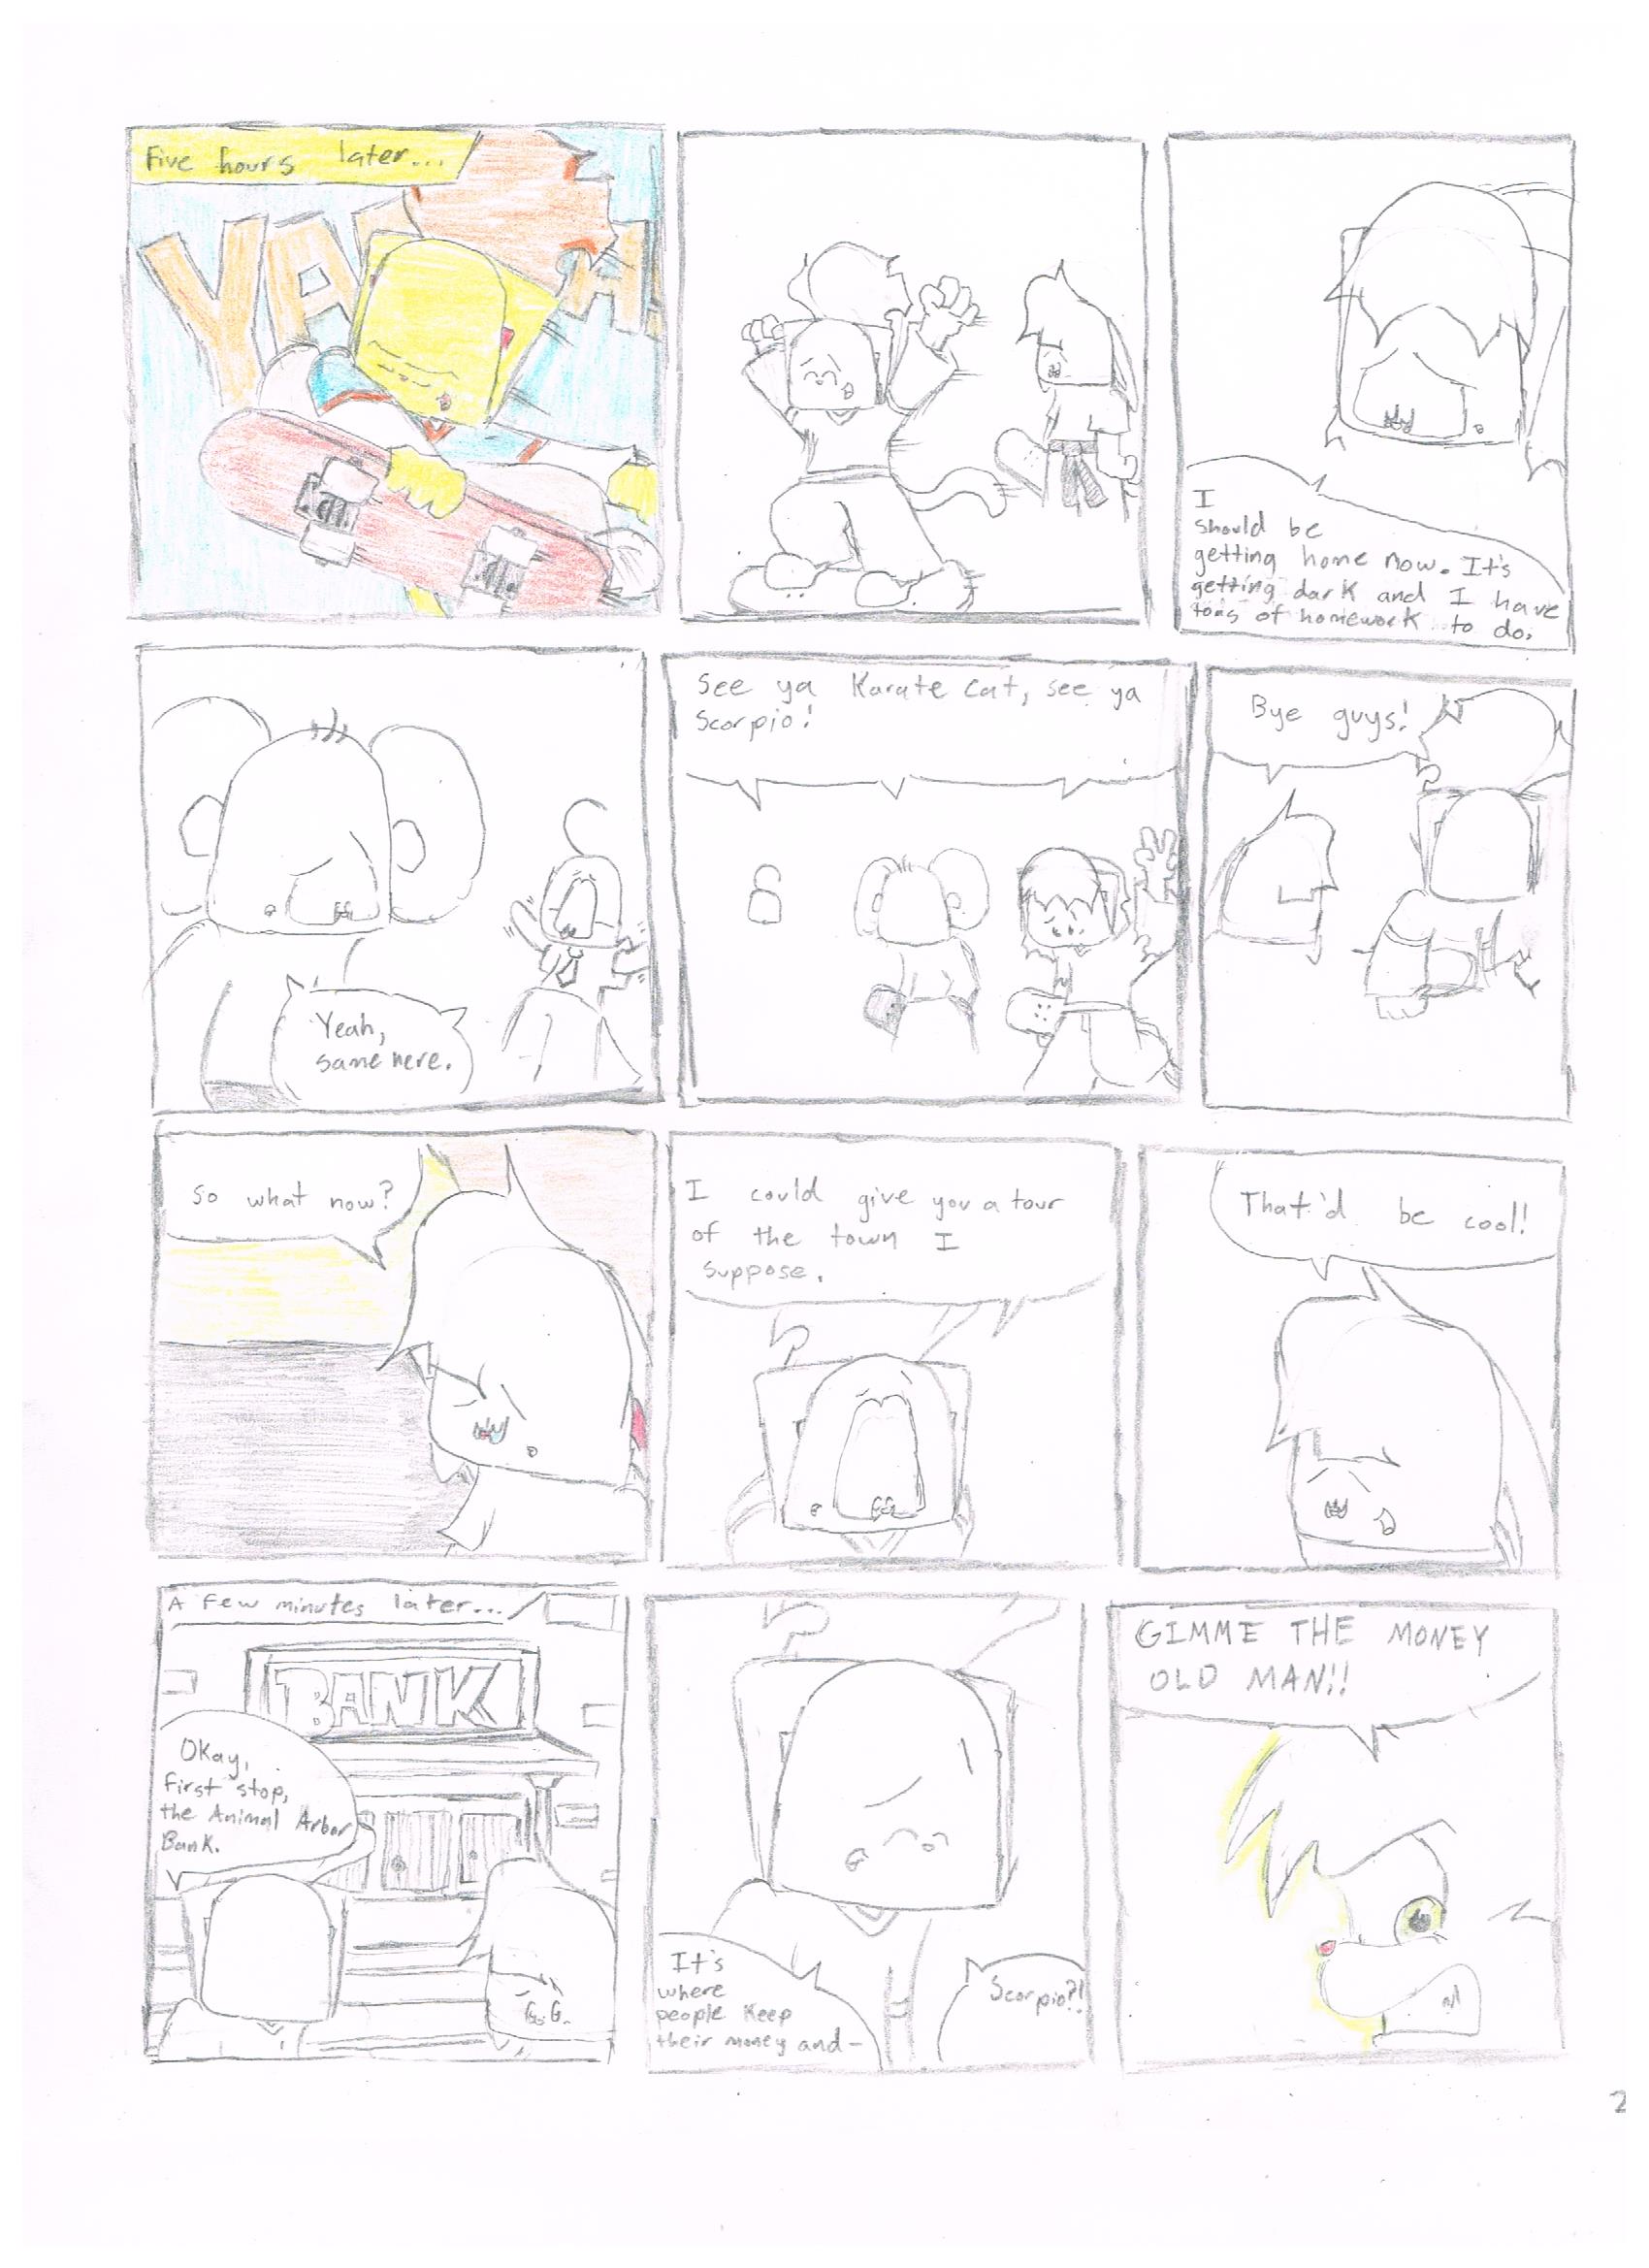 Five hours later...
YA
H
I
should be
getting home now. It's
getting dark and I have
tons of homework to do.
Yeah,
same here.
See ya Karate Cat, see ya
Scorpio!
Bye guys!
So what now?
I could give you a tour
of the town I
suppose.
That'd be cool!
A few minutes later...
BANK
Okay,
first stop,
the Animal Arbor
Bank.
It's
where
people keep
their money and-
Scorpio?!
GIMME THE MONEY
OLD MAN!!
2